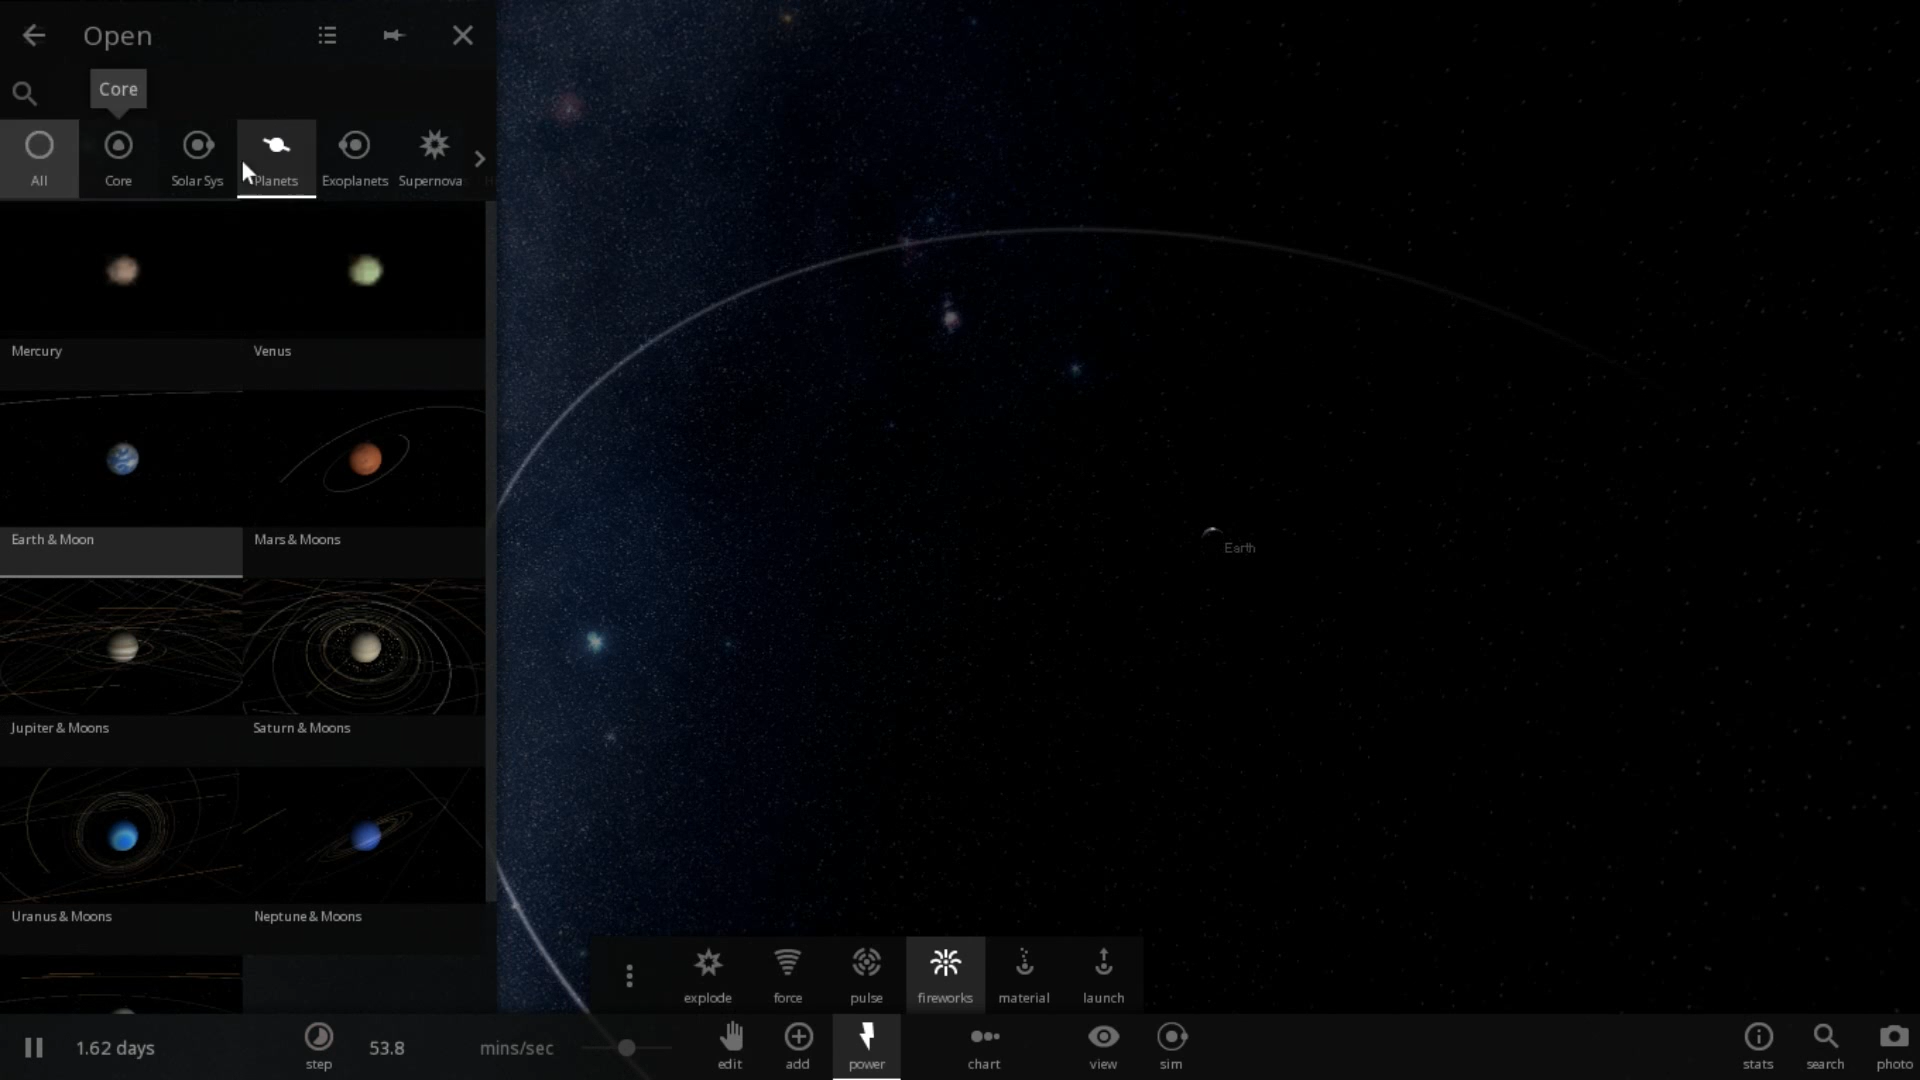 Open
Core
All
Core
Solar Sys
Planets
Exoplanets
Supernova
Mercury
Venus
Earth & Moon
Mars & Moons
Jupiter & Moons
Saturn & Moons
Uranus & Moons
Neptune & Moons
Earth
explode
force
pulse
fireworks
material
launch
1.62 days
step
53.8
mins/sec
edit
add
power
chart
view
sim
stats
search
photo